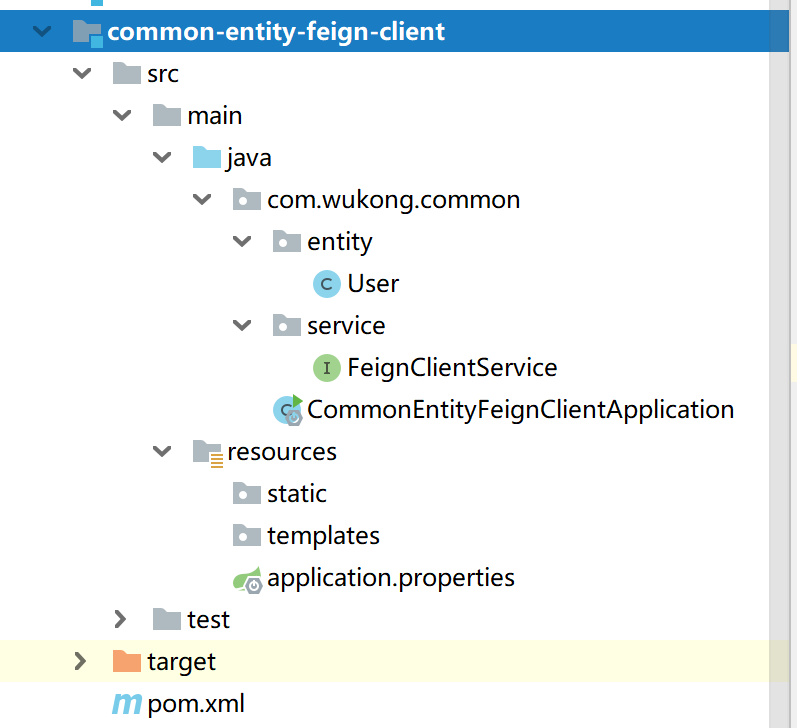 common-entity-feign-client
src
main
java
com.wukong.common
entity
C User
service
I FeignClientService
C CommonEntityFeignClientApplication
resources
static
templates
application.properties
test
target
m pom.xml